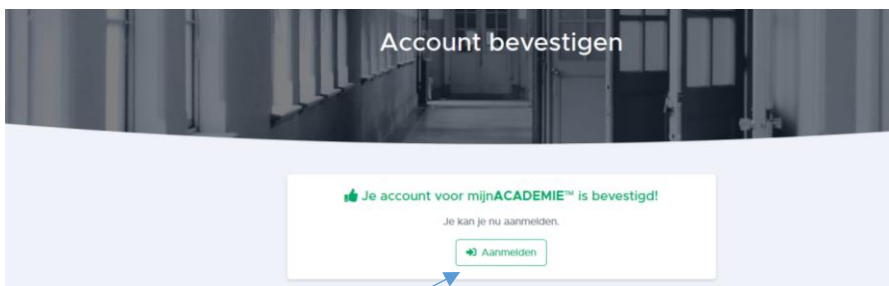 Account bevestigen
Je account voor mijnACADEMIE™ is bevestigd!
Je kan je nu aanmelden.
Aanmelden